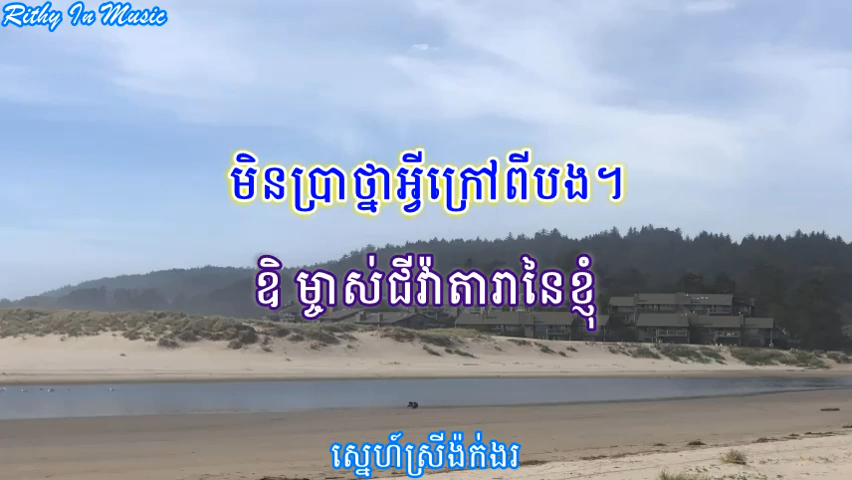 Rithy In Music
មិនប្រាថ្នាអ្វីក្រៅពីបង។
ឱ ម្ចាស់ជីវ៉ាតារានៃខ្ញុំ
ស្នេហ៍ស្រីង៉ក់ងរ